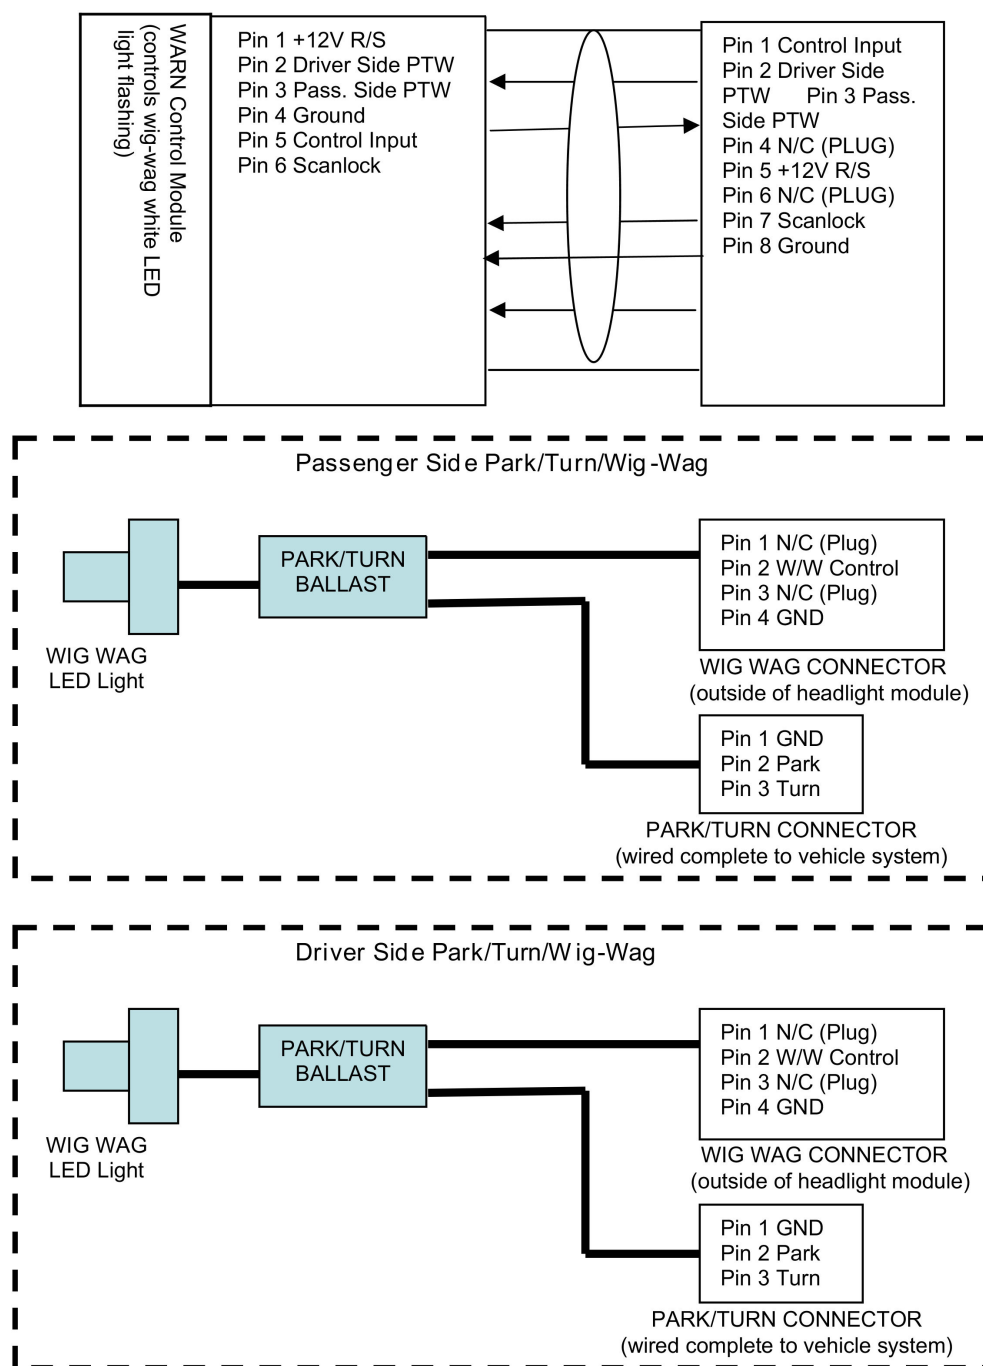 WARN Control Module
(controls wig-wag white LED
light flashing)
Pin 1 +12V R/S
Pin 2 Driver Side PTW
Pin 3 Pass. Side PTW
Pin 4 Ground
Pin 5 Control Input
Pin 6 Scanlock
Pin 1 Control Input
Pin 2 Driver Side
PTW Pin 3 Pass.
Side PTW
Pin 4 N/C (PLUG)
Pin 5 +12V R/S
Pin 6 N/C (PLUG)
Pin 7 Scanlock
Pin 8 Ground
Passenger Side Park/Turn/Wig-Wag
WIG WAG
LED Light
PARK/TURN
BALLAST
Pin 1 N/C (Plug)
Pin 2 W/W Control
Pin 3 N/C (Plug)
Pin 4 GND
WIG WAG CONNECTOR
(outside of headlight module)
Pin 1 GND
Pin 2 Park
Pin 3 Turn
PARK/TURN CONNECTOR
(wired complete to vehicle system)
Driver Side Park/Turn/Wig-Wag
WIG WAG
LED Light
PARK/TURN
BALLAST
Pin 1 N/C (Plug)
Pin 2 W/W Control
Pin 3 N/C (Plug)
Pin 4 GND
WIG WAG CONNECTOR
(outside of headlight module)
Pin 1 GND
Pin 2 Park
Pin 3 Turn
PARK/TURN CONNECTOR
(wired complete to vehicle system)